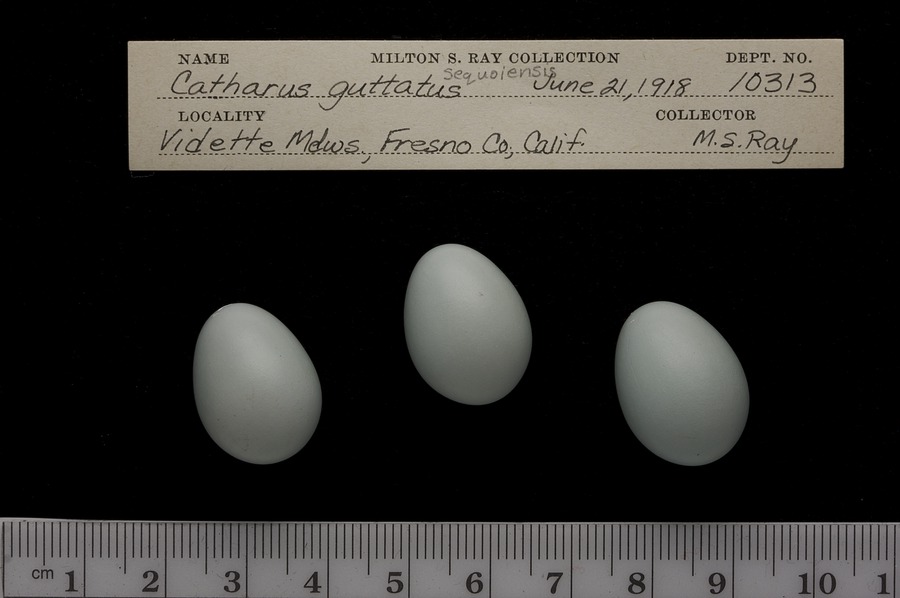 NAME MILTON S. RAY COLLECTION DEPT. NO.
Catharus guttatus sequoiensis June 21, 1918 10313
LOCALITY COLLECTOR
Vidette Mdws., Fresno Co, Calif. M.S. Ray
cm 1 2 3 4 5 6 7 8 9 10 1